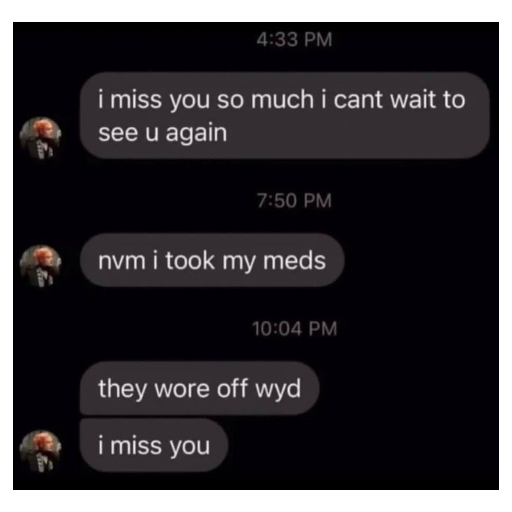 4:33 PM
i miss you so much i cant wait to
see u again
7:50 PM
nvm i took my meds
10:04 PM
they wore off wyd
i miss you